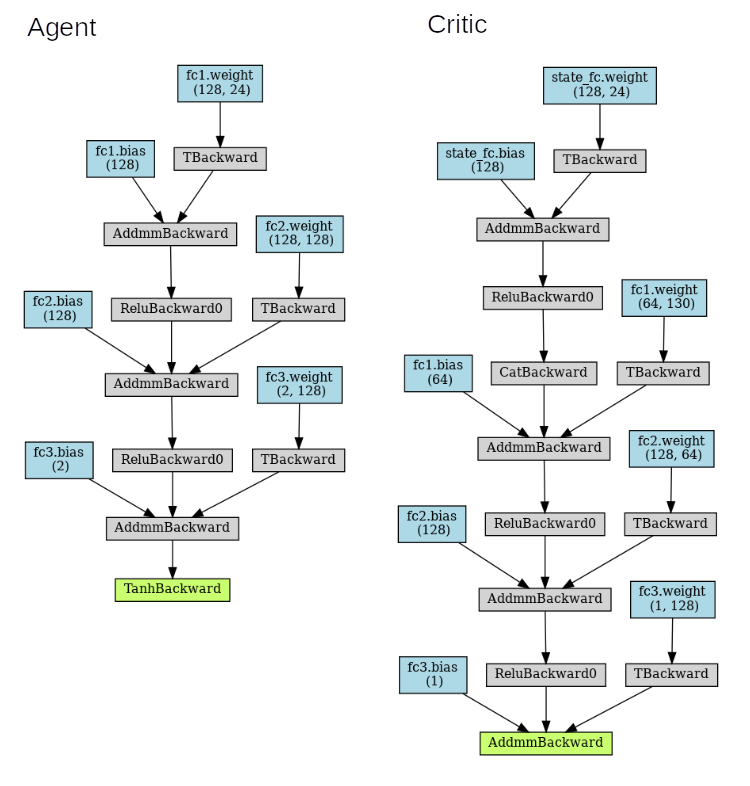 Agent
fc1.weight
(128, 24)
fc1.bias
(128)
TBackward
AddmmBackward
fc2.weight
(128, 128)
fc2.bias
(128)
ReluBackward0
TBackward
AddmmBackward
fc3.weight
(2, 128)
fc3.bias
(2)
ReluBackward0
TBackward
AddmmBackward
TanhBackward
Critic
state_fc.weight
(128, 24)
state_fc.bias
(128)
TBackward
AddmmBackward
ReluBackward0
fc1.weight
(64, 130)
fc1.bias
(64)
CatBackward
TBackward
AddmmBackward
fc2.weight
(128, 64)
fc2.bias
(128)
ReluBackward0
TBackward
AddmmBackward
fc3.weight
(1, 128)
fc3.bias
(1)
ReluBackward0
TBackward
AddmmBackward